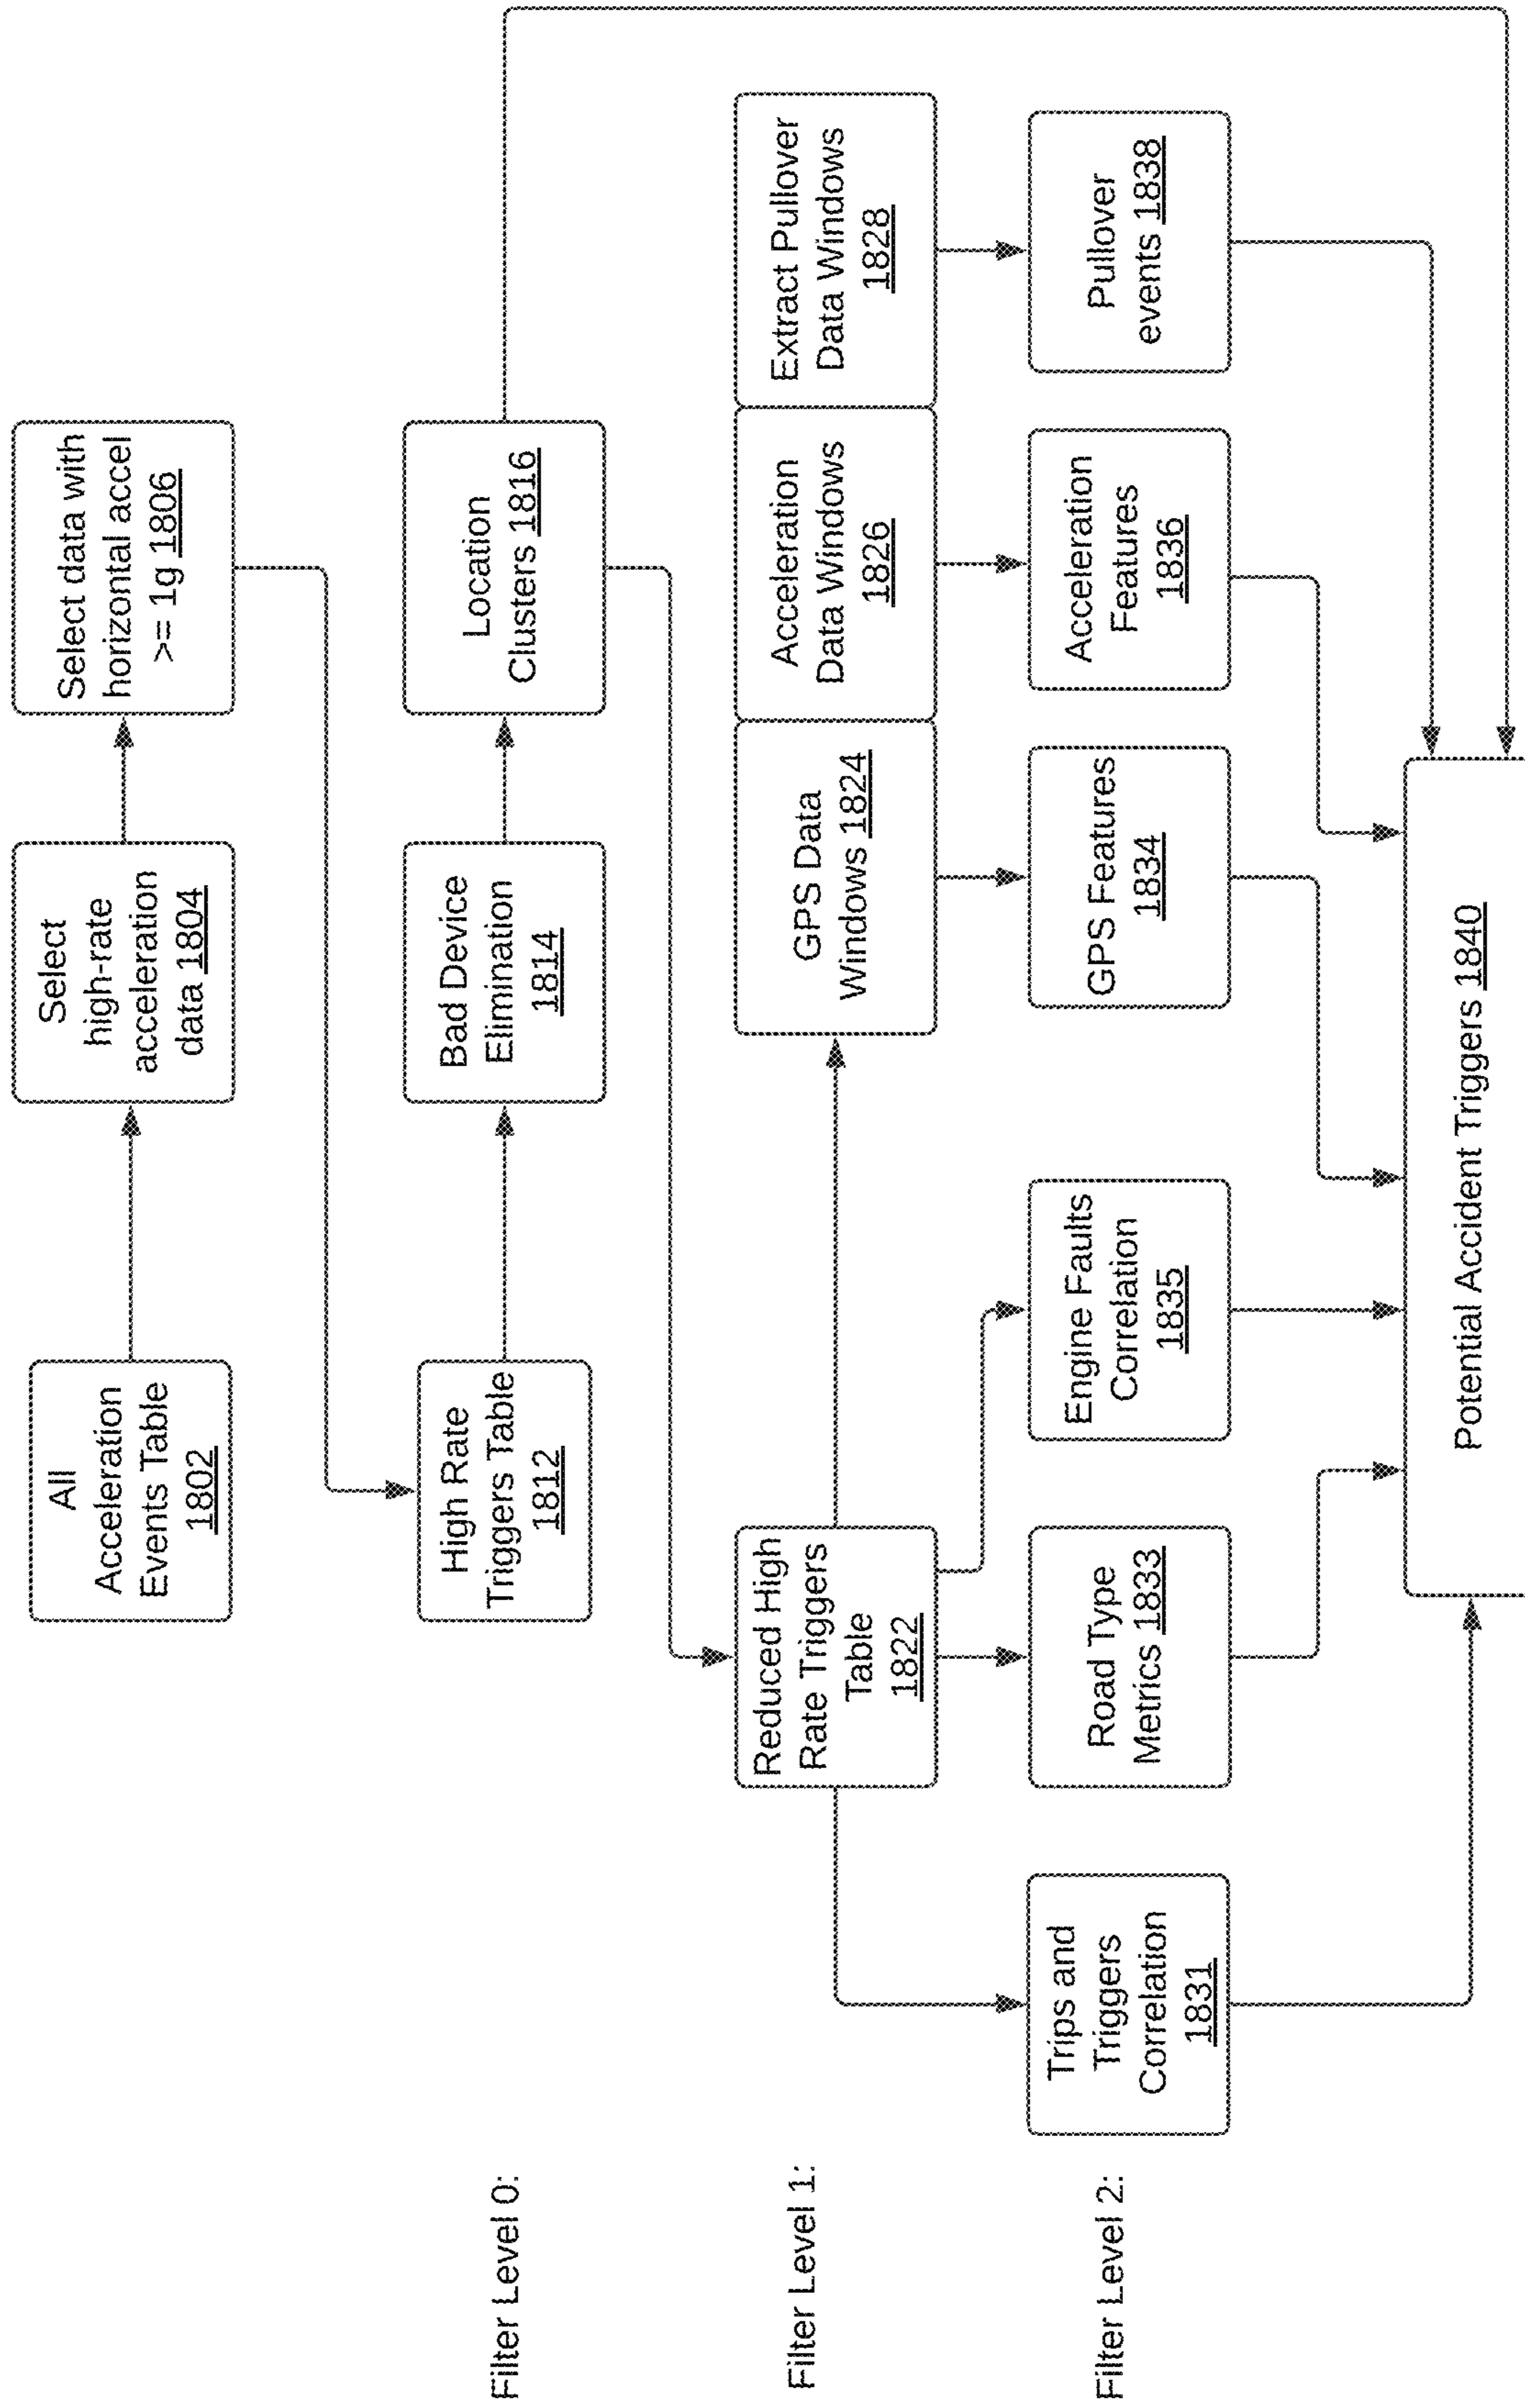 All
Acceleration
Events Table
1802
Select
high-rate
acceleration
data 1804
Select data with
horizontal accel
>= 1g 1806
Filter Level 0:
High Rate
Triggers Table
1812
Bad Device
Elimination
1814
Location
Clusters 1816
Filter Level 1:
Reduced High
Rate Triggers
Table
1822
GPS Data
Windows 1824
Acceleration
Data Windows
1826
Extract Pullover
Data Windows
1828
Filter Level 2:
Trips and
Triggers
Correlation
1831
Road Type
Metrics 1833
Engine Faults
Correlation
1835
GPS Features
1834
Acceleration
Features
1836
Pullover
events 1838
Potential Accident Triggers 1840